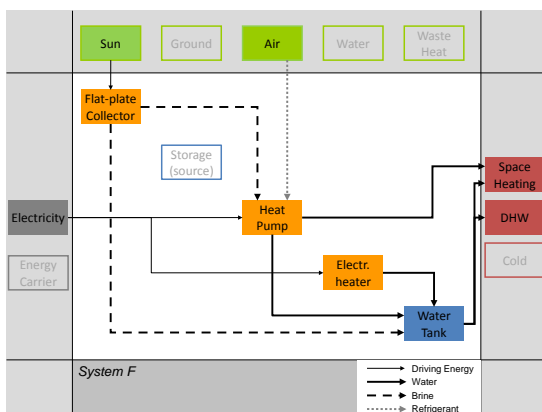 Sun
Ground
Air
Water
Waste
Heat
Flat-plate
Collector
Storage
(source)
Space
Heating
Electricity
Heat
Pump
DHW
Energy
Carrier
Electr.
heater
Cold
Water
Tank
System F
Driving Energy
Water
Brine
Refrigerant